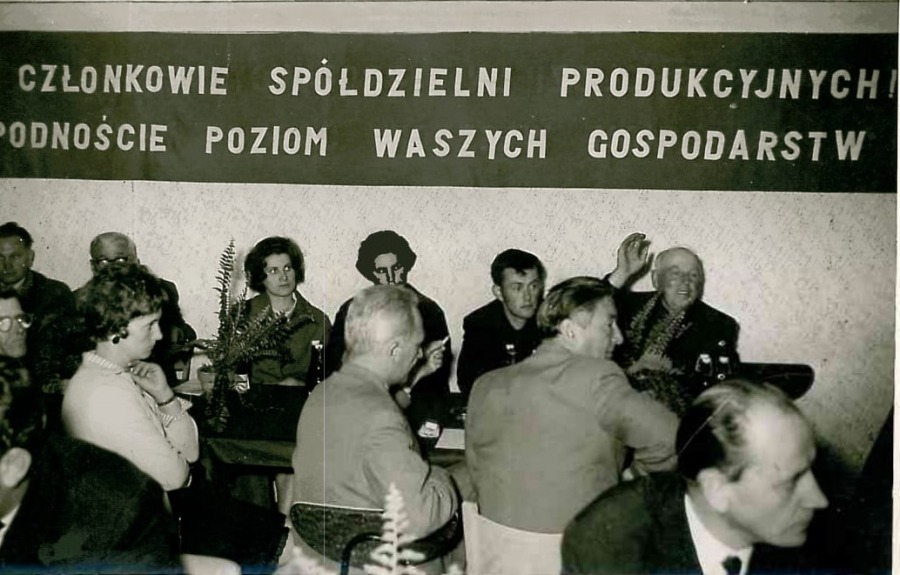 CZŁONKOWIE SPÓŁDZIELNI PRODUKCYJNYCH!
PODNOŚCIE POZIOM WASZYCH GOSPODARSTW